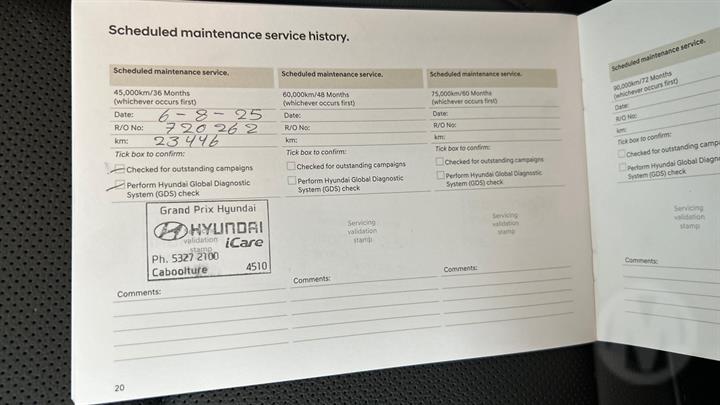 Scheduled maintenance service history.
Scheduled maintenance service.
45,000km/36 Months
(whichever occurs first)
Date: 6-8-25
R/O No: 720262
km: 23446
Tick box to confirm:
Checked for outstanding campaigns
Perform Hyundai Global Diagnostic
System (GDS) check
Grand Prix Hyundai
HYUNDAI
validation
iCare
stamp
Ph. 5327 2100
Caboolture 4510
Comments:
Scheduled maintenance service.
60,000km/48 Months
(whichever occurs first)
Date:
R/O No:
km:
Tick box to confirm:
Checked for outstanding campaigns
Perform Hyundai Global Diagnostic
System (GDS) check
Servicing
validation
stamp
Comments:
Scheduled maintenance service.
75,000km/60 Months
(whichever occurs first)
Date:
R/O No:
km:
Tick box to confirm:
Checked for outstanding campaigns
Perform Hyundai Global Diagnostic
System (GDS) check
Servicing
validation
stamp
Comments:
20
Scheduled maintenance service.
90,000km/72 Months
(whichever occurs first)
Date:
R/O No:
km:
Tick box to confirm:
Checked for outstanding
Perform Hyundai Global
System (GDS) check
Servicing
validation
stamp
Comments: